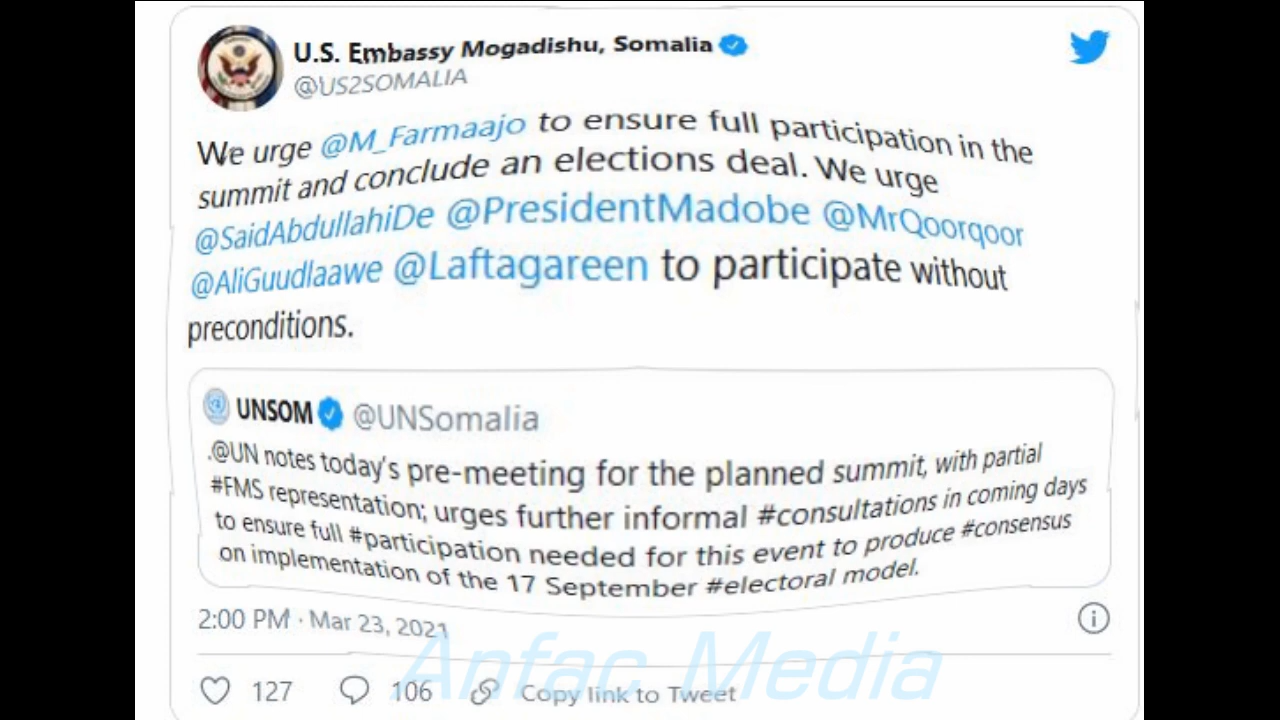 U.S. Embassy Mogadishu, Somalia
@US2SOMALIA
We urge @M_Farmaajo to ensure full participation in the
summit and conclude an elections deal. We urge
@SaidAbdullahiDe @PresidentMadobe @MrQoorqoor
@AliGuudlaawe @Laftagareen to participate without
preconditions.
UNSOM @UNSomalia
.@UN notes today's pre-meeting for the planned summit, with partial
#FMS representation; urges further informal #consultations in coming days
to ensure full #participation needed for this event to produce #consensus
on implementation of the 17 September #electoral model.
2:00 PM · Mar 23, 2021
Anfac Media
127 106 Copy link to Tweet